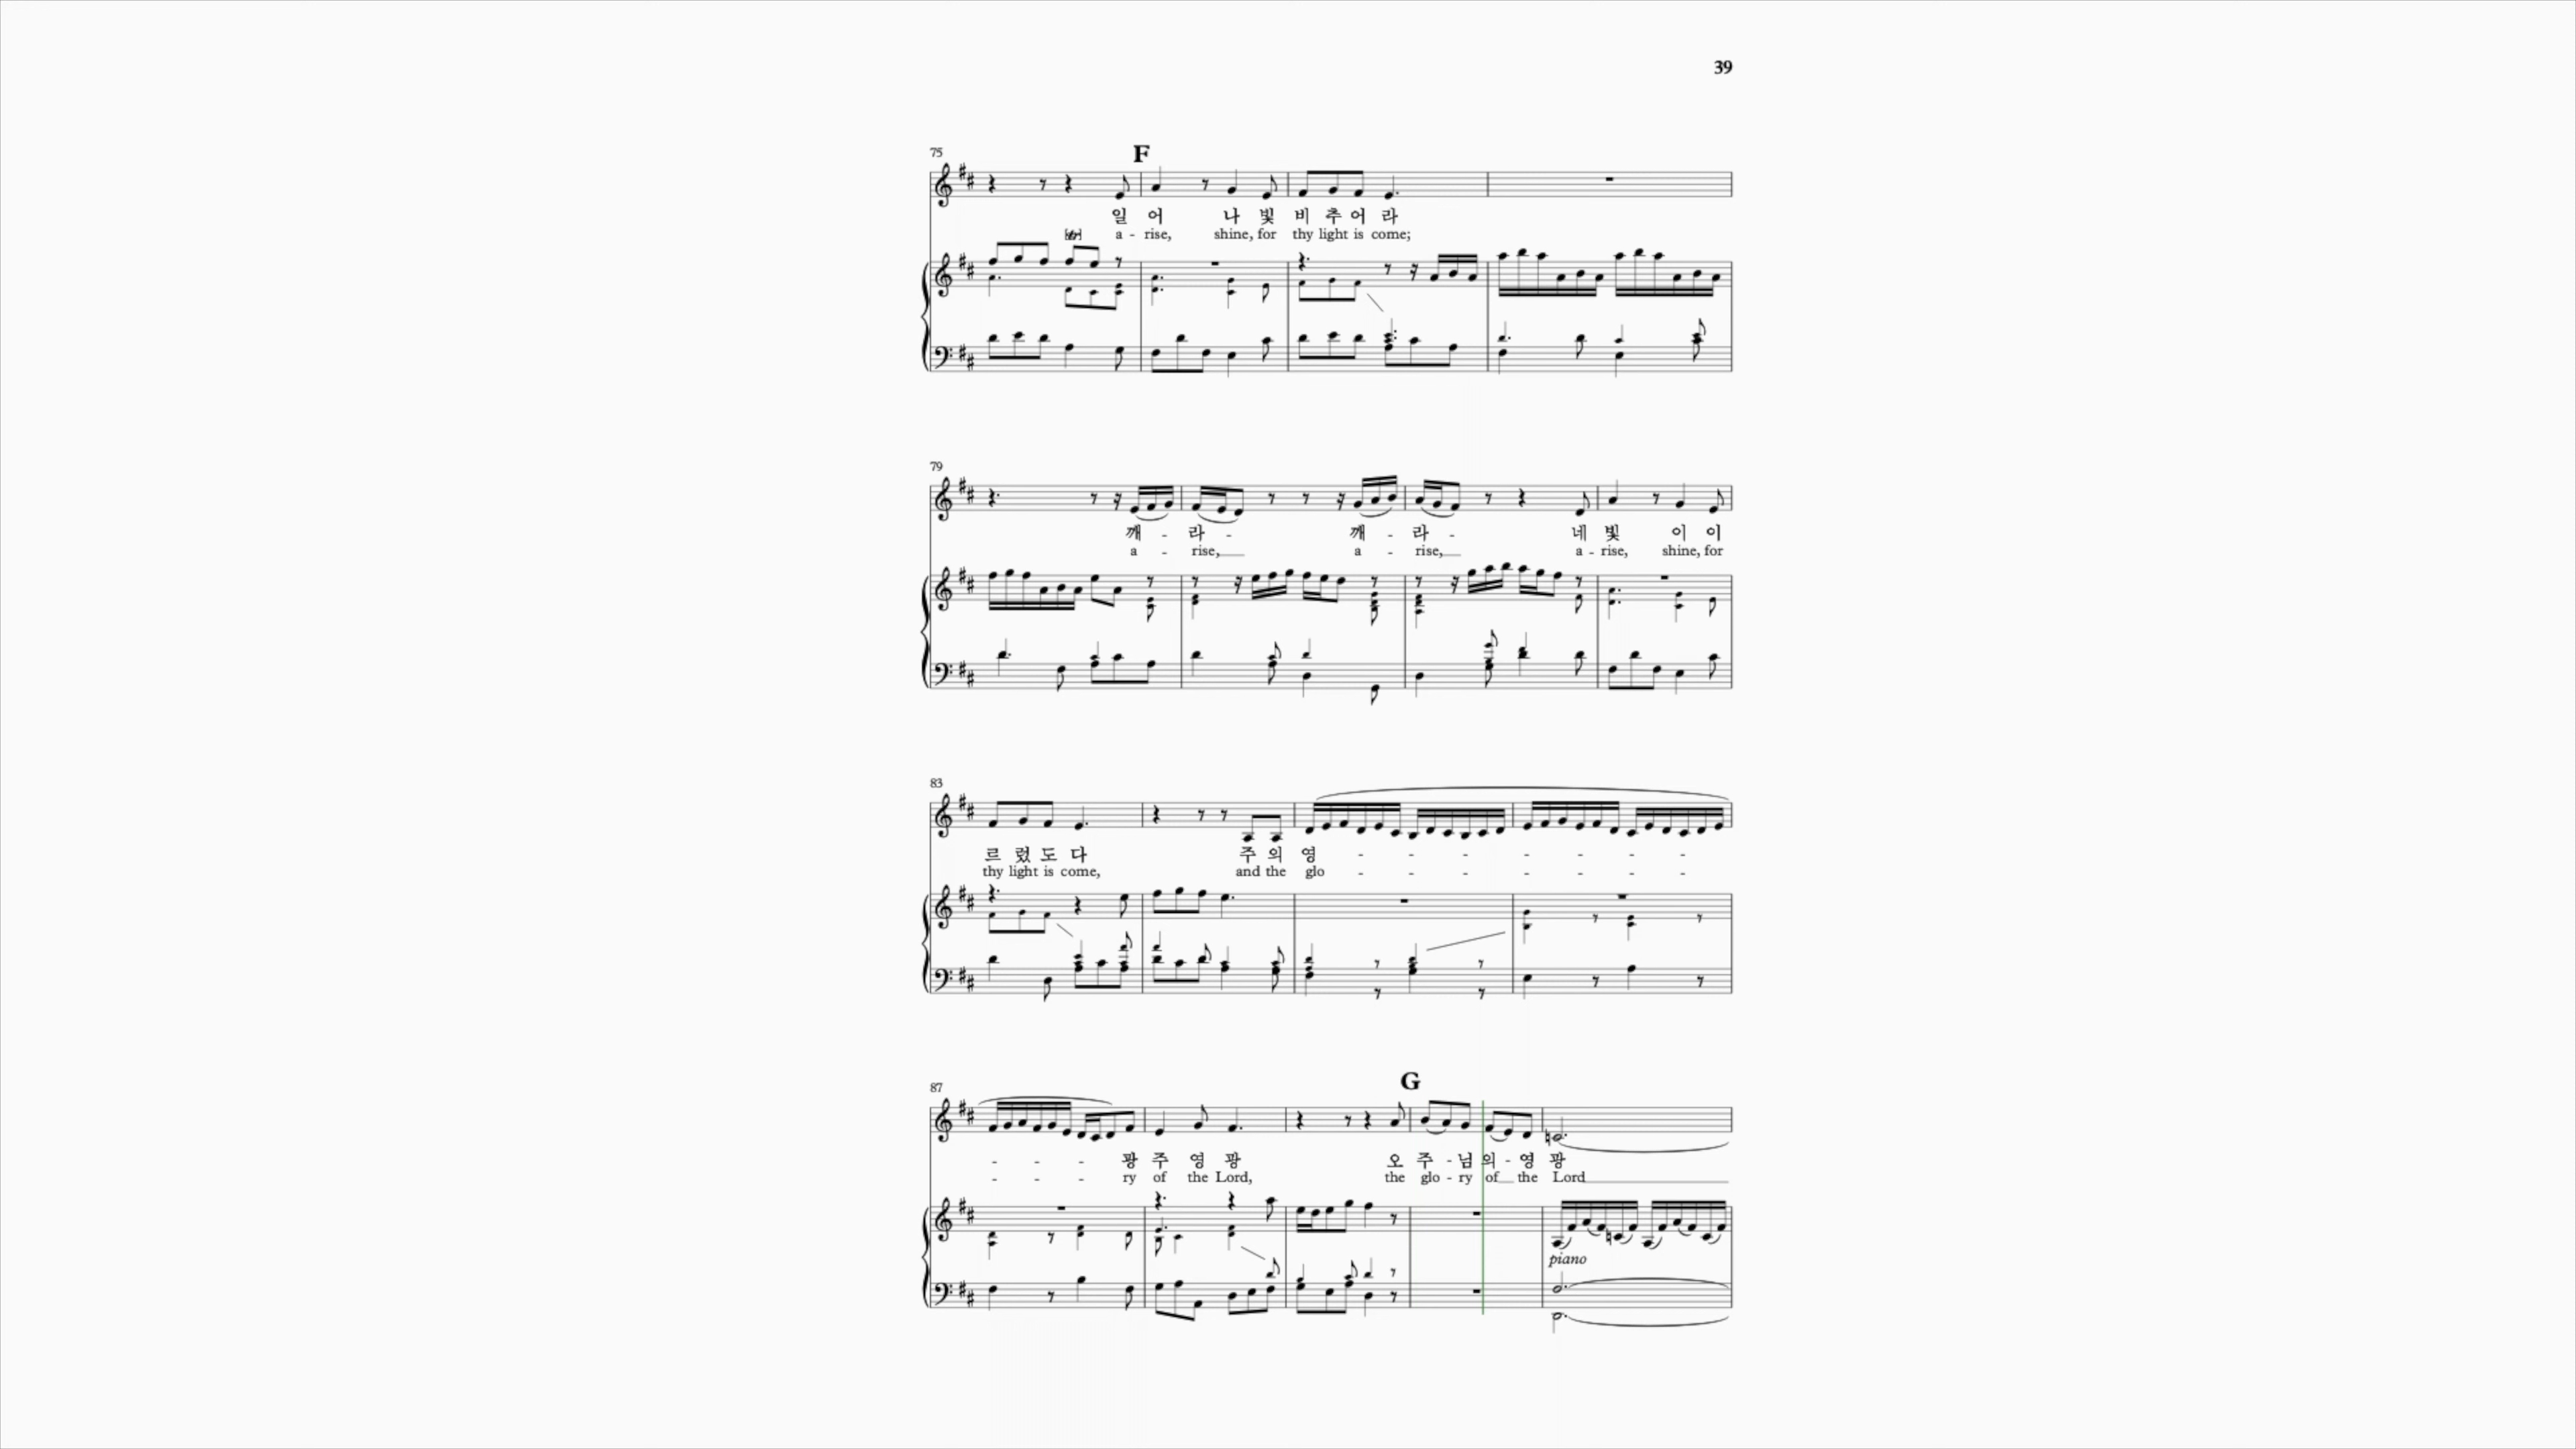 39
75
F
일 어 나 빛 비 추 어 라
a - rise, shine, for thy light is come;
[tr]
79
깨 - 라 - 깨 - 라 - 네 빛 이 이
a - rise, a - rise, a - rise, shine, for
83
르 렀 도 다 주 의 영 - - - - - - - -
thy light is come, and the glo - - - - - - - -
87
G
- - - 광 주 영 광 오 주 - 님 의 - 영 광
- - - ry of the Lord, the glo - ry of the Lord
piano